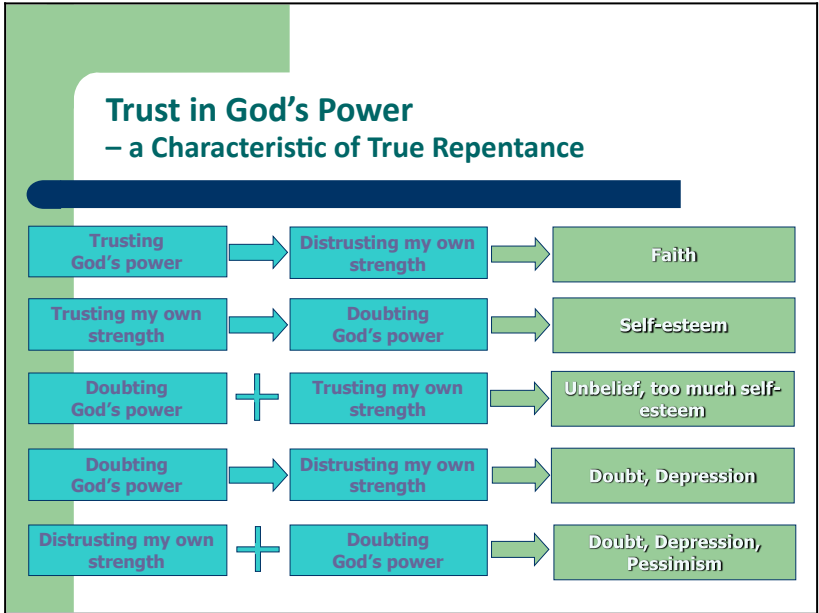 Trust in God's Power
– a Characteristic of True Repentance
Trusting
God's power
Distrusting my own
strength
Faith
Trusting my own
strength
Doubting
God's power
Self-esteem
Doubting
God's power
Trusting my own
strength
Unbelief, too much self-
esteem
Doubting
God's power
Distrusting my own
strength
Doubt, Depression
Distrusting my own
strength
Doubting
God's power
Doubt, Depression,
Pessimism